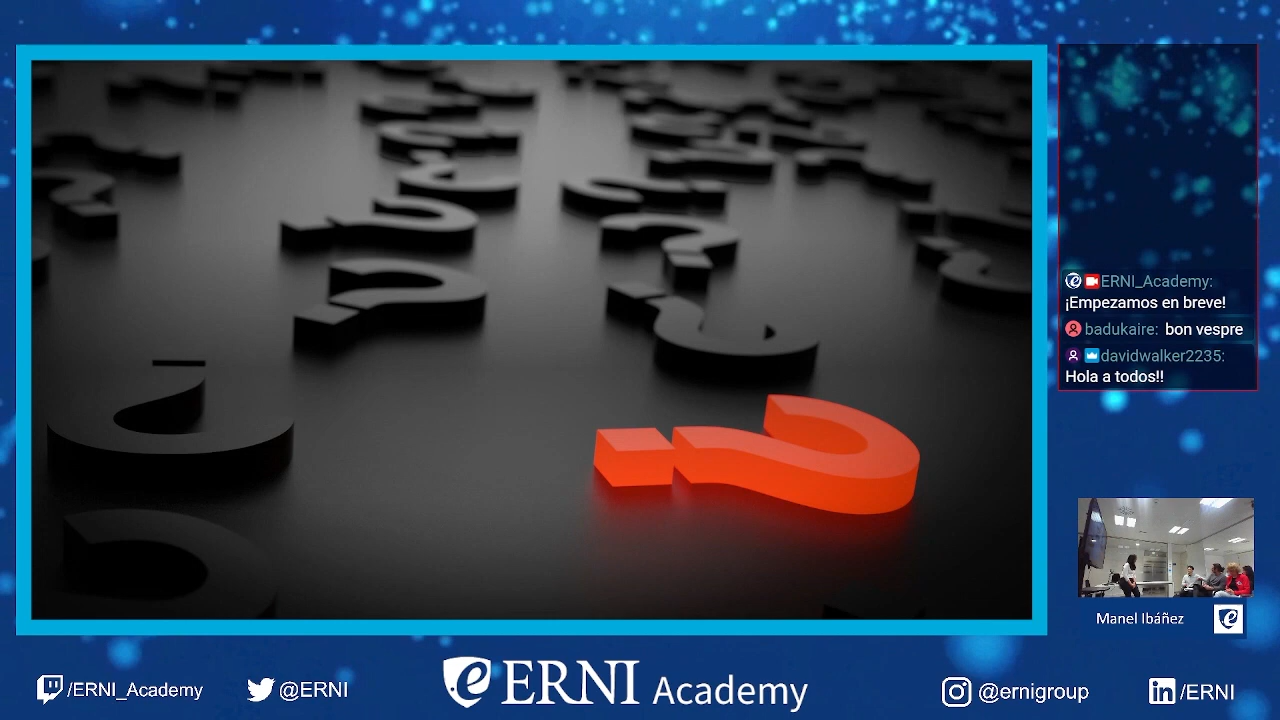 ERNI_Academy:
¡Empezamos en breve!
badukaire: bon vespre
davidwalker2235:
Hola a todos!!
Manel Ibáñez
/ERNI_Academy
@ERNI
ERNI Academy
@ernigroup
/ERNI